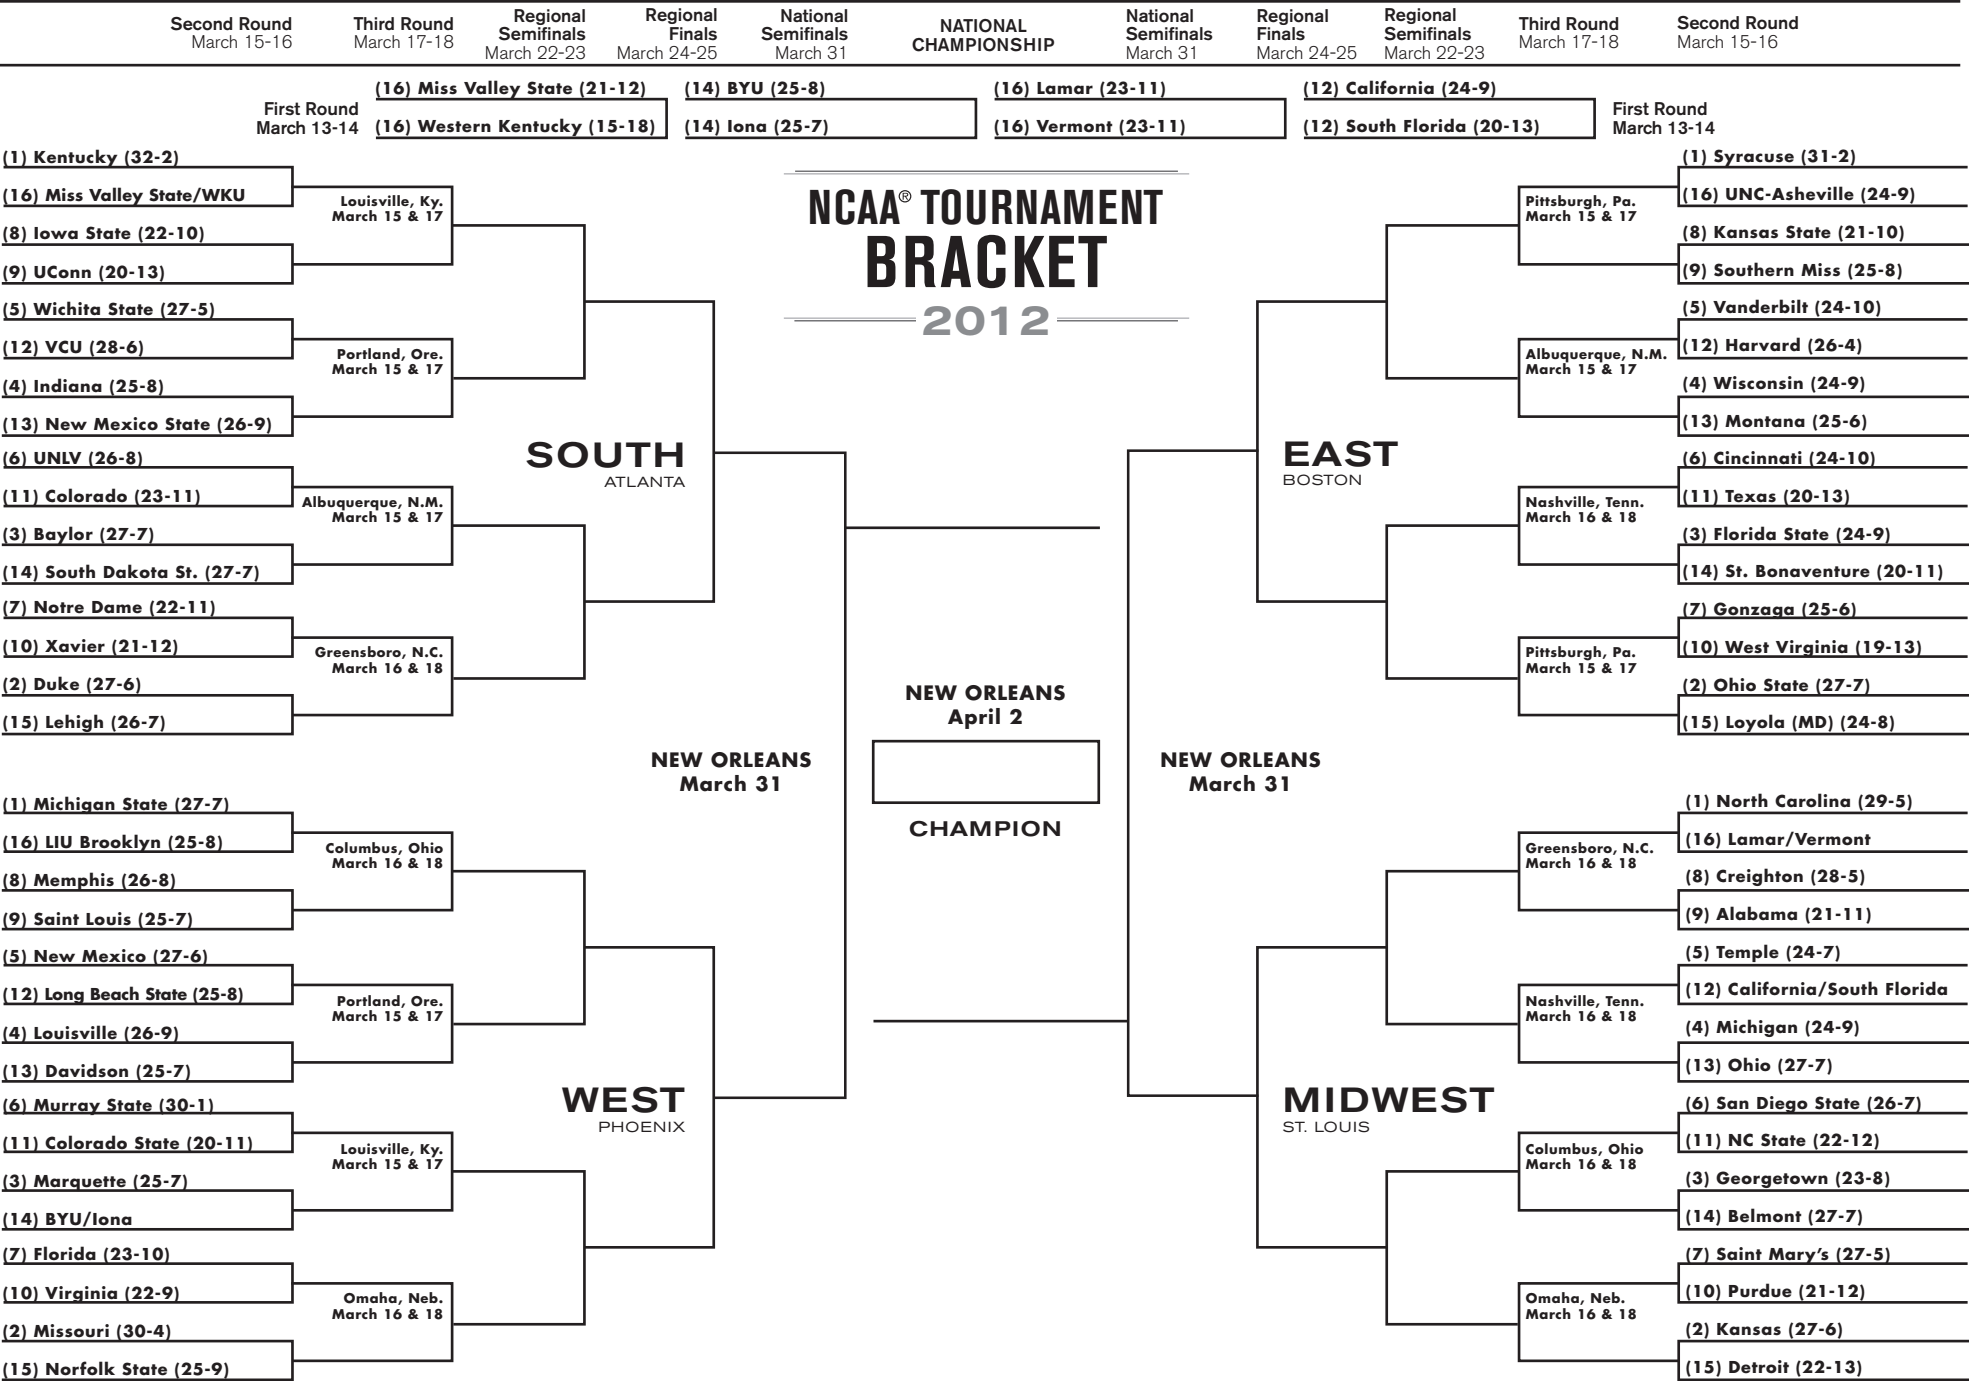 Second Round
March 15-16
Third Round
March 17-18
Regional
Semifinals
March 22-23
Regional
Finals
March 24-25
National
Semifinals
March 31
NATIONAL
CHAMPIONSHIP
National
Semifinals
March 31
Regional
Finals
March 24-25
Regional
Semifinals
March 22-23
Third Round
March 17-18
Second Round
March 15-16
First Round
March 13-14
(16) Miss Valley State (21-12)
(16) Western Kentucky (15-18)
(14) BYU (25-8)
(14) Iona (25-7)
(16) Lamar (23-11)
(16) Vermont (23-11)
(12) California (24-9)
(12) South Florida (20-13)
First Round
March 13-14
NCAA® TOURNAMENT
BRACKET
2012
(1) Kentucky (32-2)
(16) Miss Valley State/WKU
(8) Iowa State (22-10)
(9) UConn (20-13)
(5) Wichita State (27-5)
(12) VCU (28-6)
(4) Indiana (25-8)
(13) New Mexico State (26-9)
(6) UNLV (26-8)
(11) Colorado (23-11)
(3) Baylor (27-7)
(14) South Dakota St. (27-7)
(7) Notre Dame (22-11)
(10) Xavier (21-12)
(2) Duke (27-6)
(15) Lehigh (26-7)
Louisville, Ky.
March 15 & 17
Portland, Ore.
March 15 & 17
Albuquerque, N.M.
March 15 & 17
Greensboro, N.C.
March 16 & 18
SOUTH
ATLANTA
(1) Michigan State (27-7)
(16) LIU Brooklyn (25-8)
(8) Memphis (26-8)
(9) Saint Louis (25-7)
(5) New Mexico (27-6)
(12) Long Beach State (25-8)
(4) Louisville (26-9)
(13) Davidson (25-7)
(6) Murray State (30-1)
(11) Colorado State (20-11)
(3) Marquette (25-7)
(14) BYU/Iona
(7) Florida (23-10)
(10) Virginia (22-9)
(2) Missouri (30-4)
(15) Norfolk State (25-9)
Columbus, Ohio
March 16 & 18
Portland, Ore.
March 15 & 17
Louisville, Ky.
March 15 & 17
Omaha, Neb.
March 16 & 18
WEST
PHOENIX
NEW ORLEANS
March 31
NEW ORLEANS
April 2
CHAMPION
NEW ORLEANS
March 31
EAST
BOSTON
Pittsburgh, Pa.
March 15 & 17
Albuquerque, N.M.
March 15 & 17
Nashville, Tenn.
March 16 & 18
Pittsburgh, Pa.
March 15 & 17
(1) Syracuse (31-2)
(16) UNC-Asheville (24-9)
(8) Kansas State (21-10)
(9) Southern Miss (25-8)
(5) Vanderbilt (24-10)
(12) Harvard (26-4)
(4) Wisconsin (24-9)
(13) Montana (25-6)
(6) Cincinnati (24-10)
(11) Texas (20-13)
(3) Florida State (24-9)
(14) St. Bonaventure (20-11)
(7) Gonzaga (25-6)
(10) West Virginia (19-13)
(2) Ohio State (27-7)
(15) Loyola (MD) (24-8)
MIDWEST
ST. LOUIS
Greensboro, N.C.
March 16 & 18
Nashville, Tenn.
March 16 & 18
Columbus, Ohio
March 16 & 18
Omaha, Neb.
March 16 & 18
(1) North Carolina (29-5)
(16) Lamar/Vermont
(8) Creighton (28-5)
(9) Alabama (21-11)
(5) Temple (24-7)
(12) California/South Florida
(4) Michigan (24-9)
(13) Ohio (27-7)
(6) San Diego State (26-7)
(11) NC State (22-12)
(3) Georgetown (23-8)
(14) Belmont (27-7)
(7) Saint Mary's (27-5)
(10) Purdue (21-12)
(2) Kansas (27-6)
(15) Detroit (22-13)